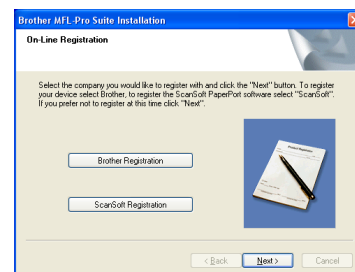 Brother MFL-Pro Suite Installation
On-Line Registration
Select the company you would like to register with and click the "Next" button. To register
your device select Brother, to register the ScanSoft PaperPort software select "ScanSoft".
If you prefer not to register at this time click "Next".
Brother Registration
ScanSoft Registration
< Back
Next >
Cancel